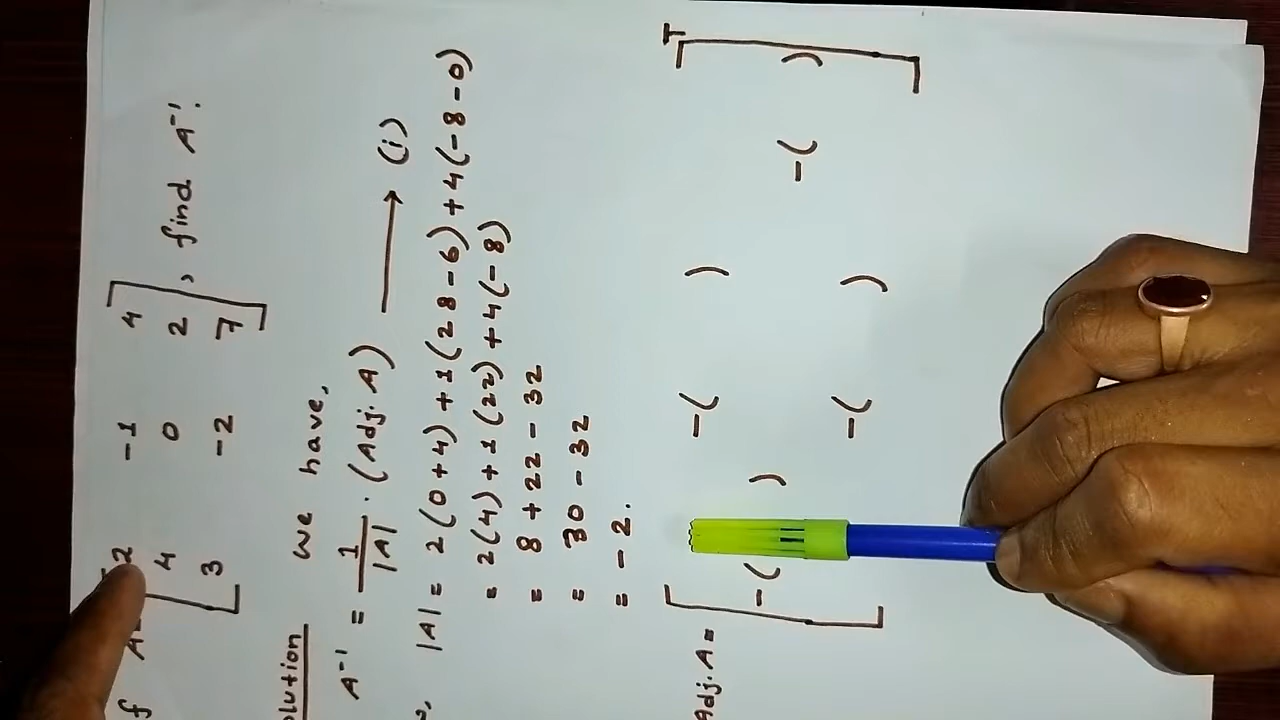 f A = [2 -1 4
4 0 2
3 -2 7], find A⁻¹.
olution we have,
A⁻¹ = 1/|A| · (Adj. A) ⟶ (i)
|A| = 2(0+4)+1(28-6)+4(-8-0)
= 2(4)+1(22)+4(-8)
= 8+22-32
= 30-32
= -2.
Adj. A = [ -( )
-( ) -( )
-( ) ]ᵀ